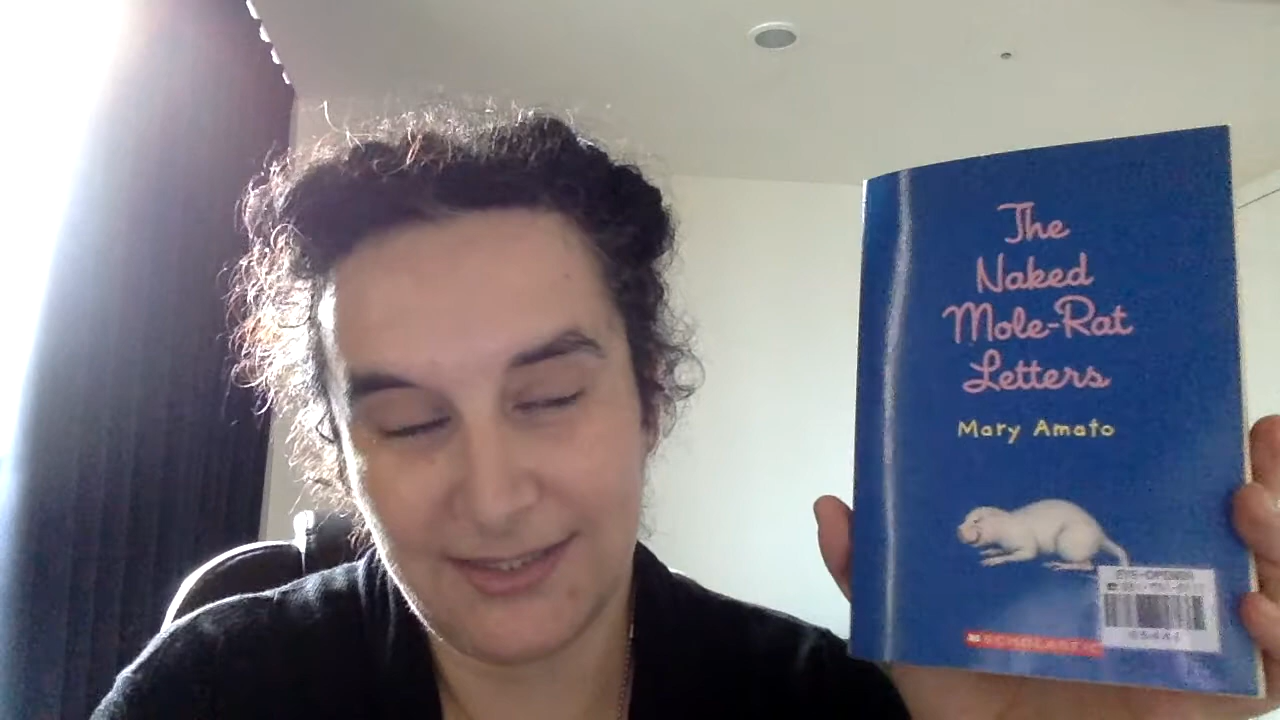 The
Naked
Mole-Rat
Letters
Mary Amato
SCHOLASTIC